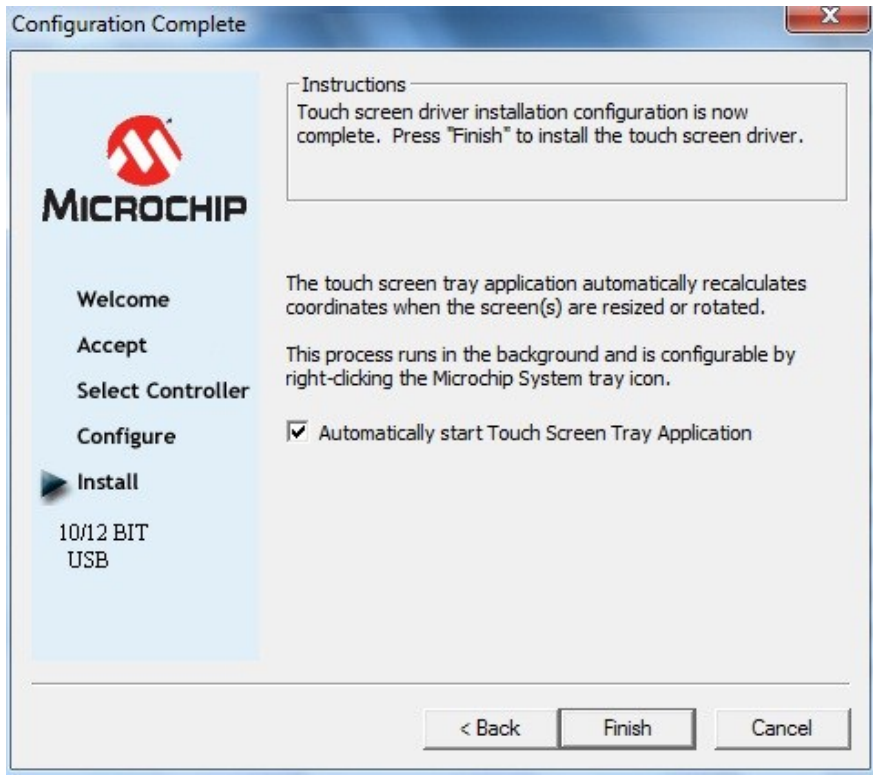 Configuration Complete
Instructions
Touch screen driver installation configuration is now
complete. Press "Finish" to install the touch screen driver.
MICROCHIP
Welcome
Accept
Select Controller
Configure
Install
10/12 BIT
USB
The touch screen tray application automatically recalculates
coordinates when the screen(s) are resized or rotated.
This process runs in the background and is configurable by
right-clicking the Microchip System tray icon.
Automatically start Touch Screen Tray Application
< Back
Finish
Cancel